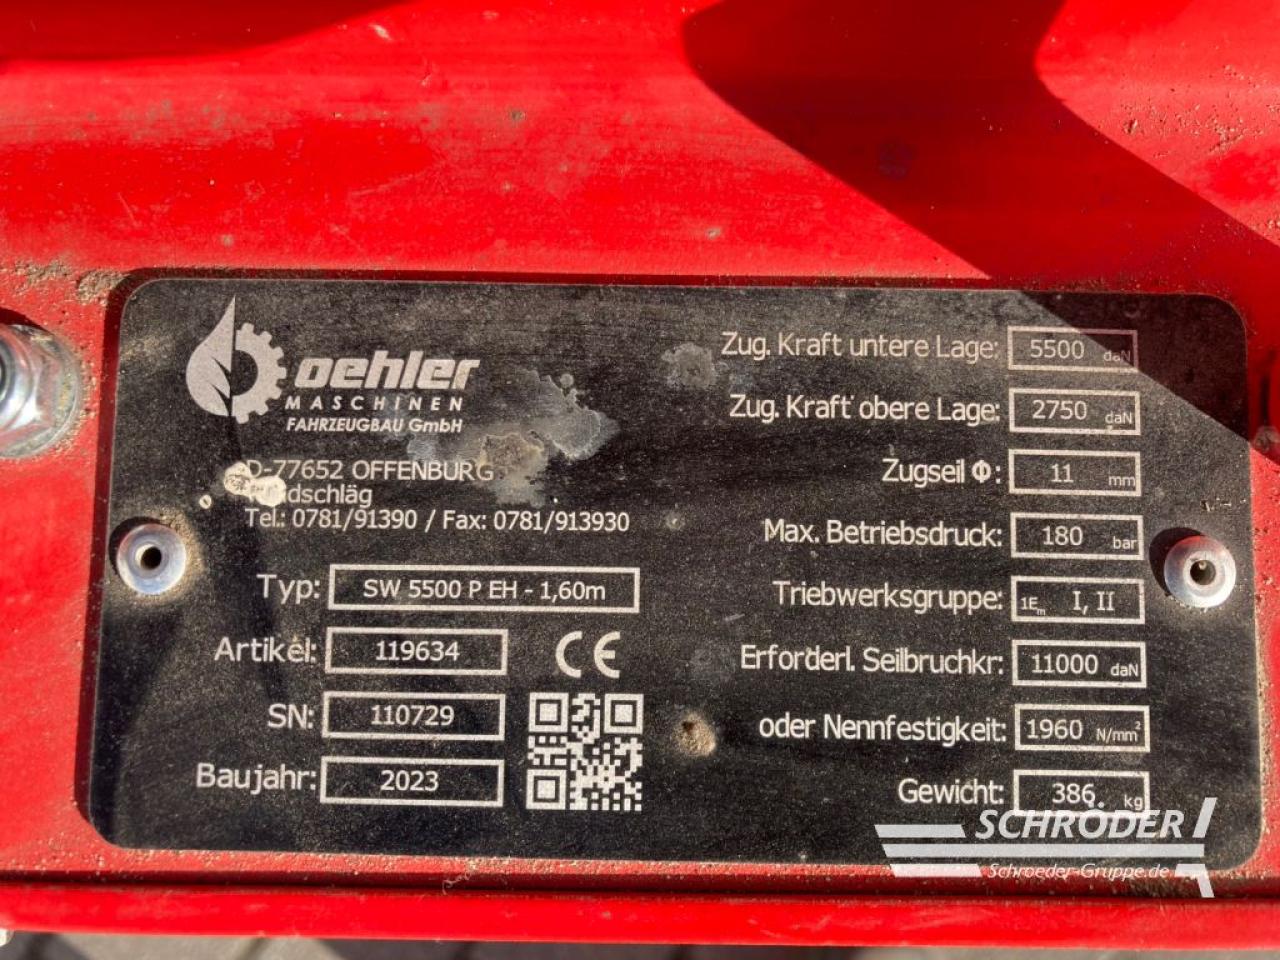 oehler
MASCHINEN
FAHRZEUGBAU GmbH
D-77652 OFFENBURG
Tel.: 0781/91390 / Fax: 0781/913930
Typ: SW 5500 P EH - 1,60m
Artikel: 119634
SN: 110729
Baujahr: 2023
CE
Zug. Kraft untere Lage: 5500 daN
Zug. Kraft obere Lage: 2750 daN
Zugseil Φ: 11 mm
Max. Betriebsdruck: 180 bar
Triebwerksgruppe: 1Em I, II
Erforderl. Seilbruchkr: 11000 daN
oder Nennfestigkeit: 1960 N/mm²
Gewicht: 386 kg
SCHRÖDER
Schroeder-Gruppe.de